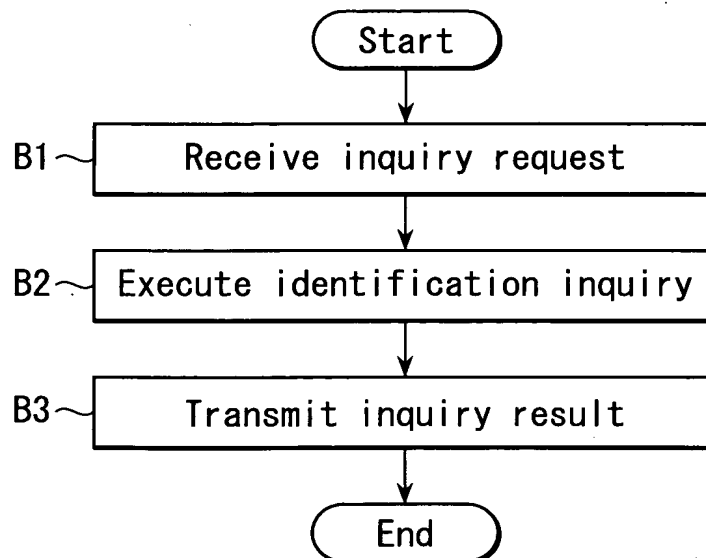 Start
B1 Receive inquiry request
B2 Execute identification inquiry
B3 Transmit inquiry result
End